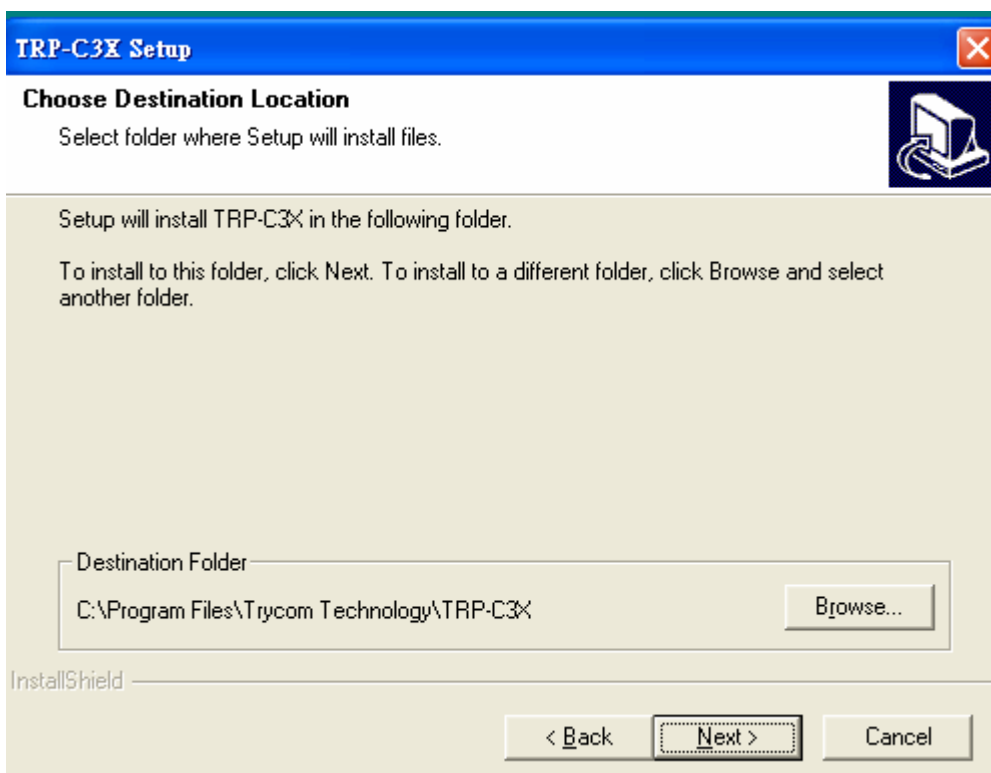 TRP-C3X Setup
Choose Destination Location
Select folder where Setup will install files.
Setup will install TRP-C3X in the following folder.
To install to this folder, click Next. To install to a different folder, click Browse and select
another folder.
Destination Folder
C:\Program Files\Trycom Technology\TRP-C3X
Browse...
InstallShield
< Back
Next >
Cancel